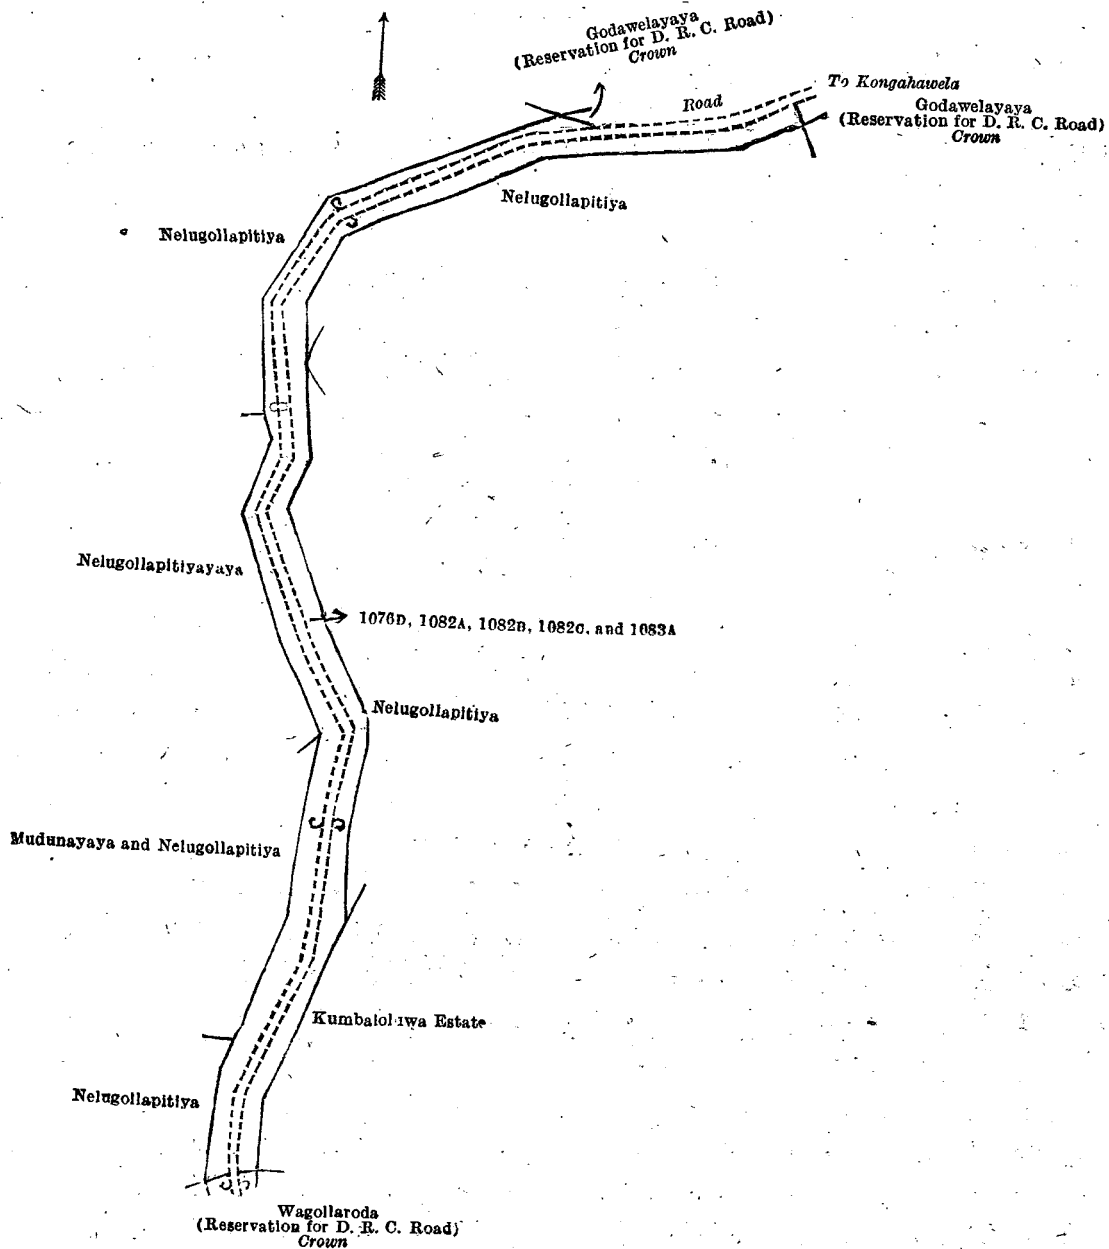 Godawelayaya
(Reservation for D. R. C. Road)
Crown
To Kongahawela
Road
Godawelayaya
(Reservation for D. R. C. Road)
Crown
Nelugollapitiya
Nelugollapitiya
Nelugollapitiyayaya
1076D, 1082A, 1082B, 1082C, and 1083A
Nelugollapitiya
Mudunayaya and Nelugollapitiya
Estate
Nelugollapitiya
Wagollaroda
(Reservation for D. R. C. Road)
Crown